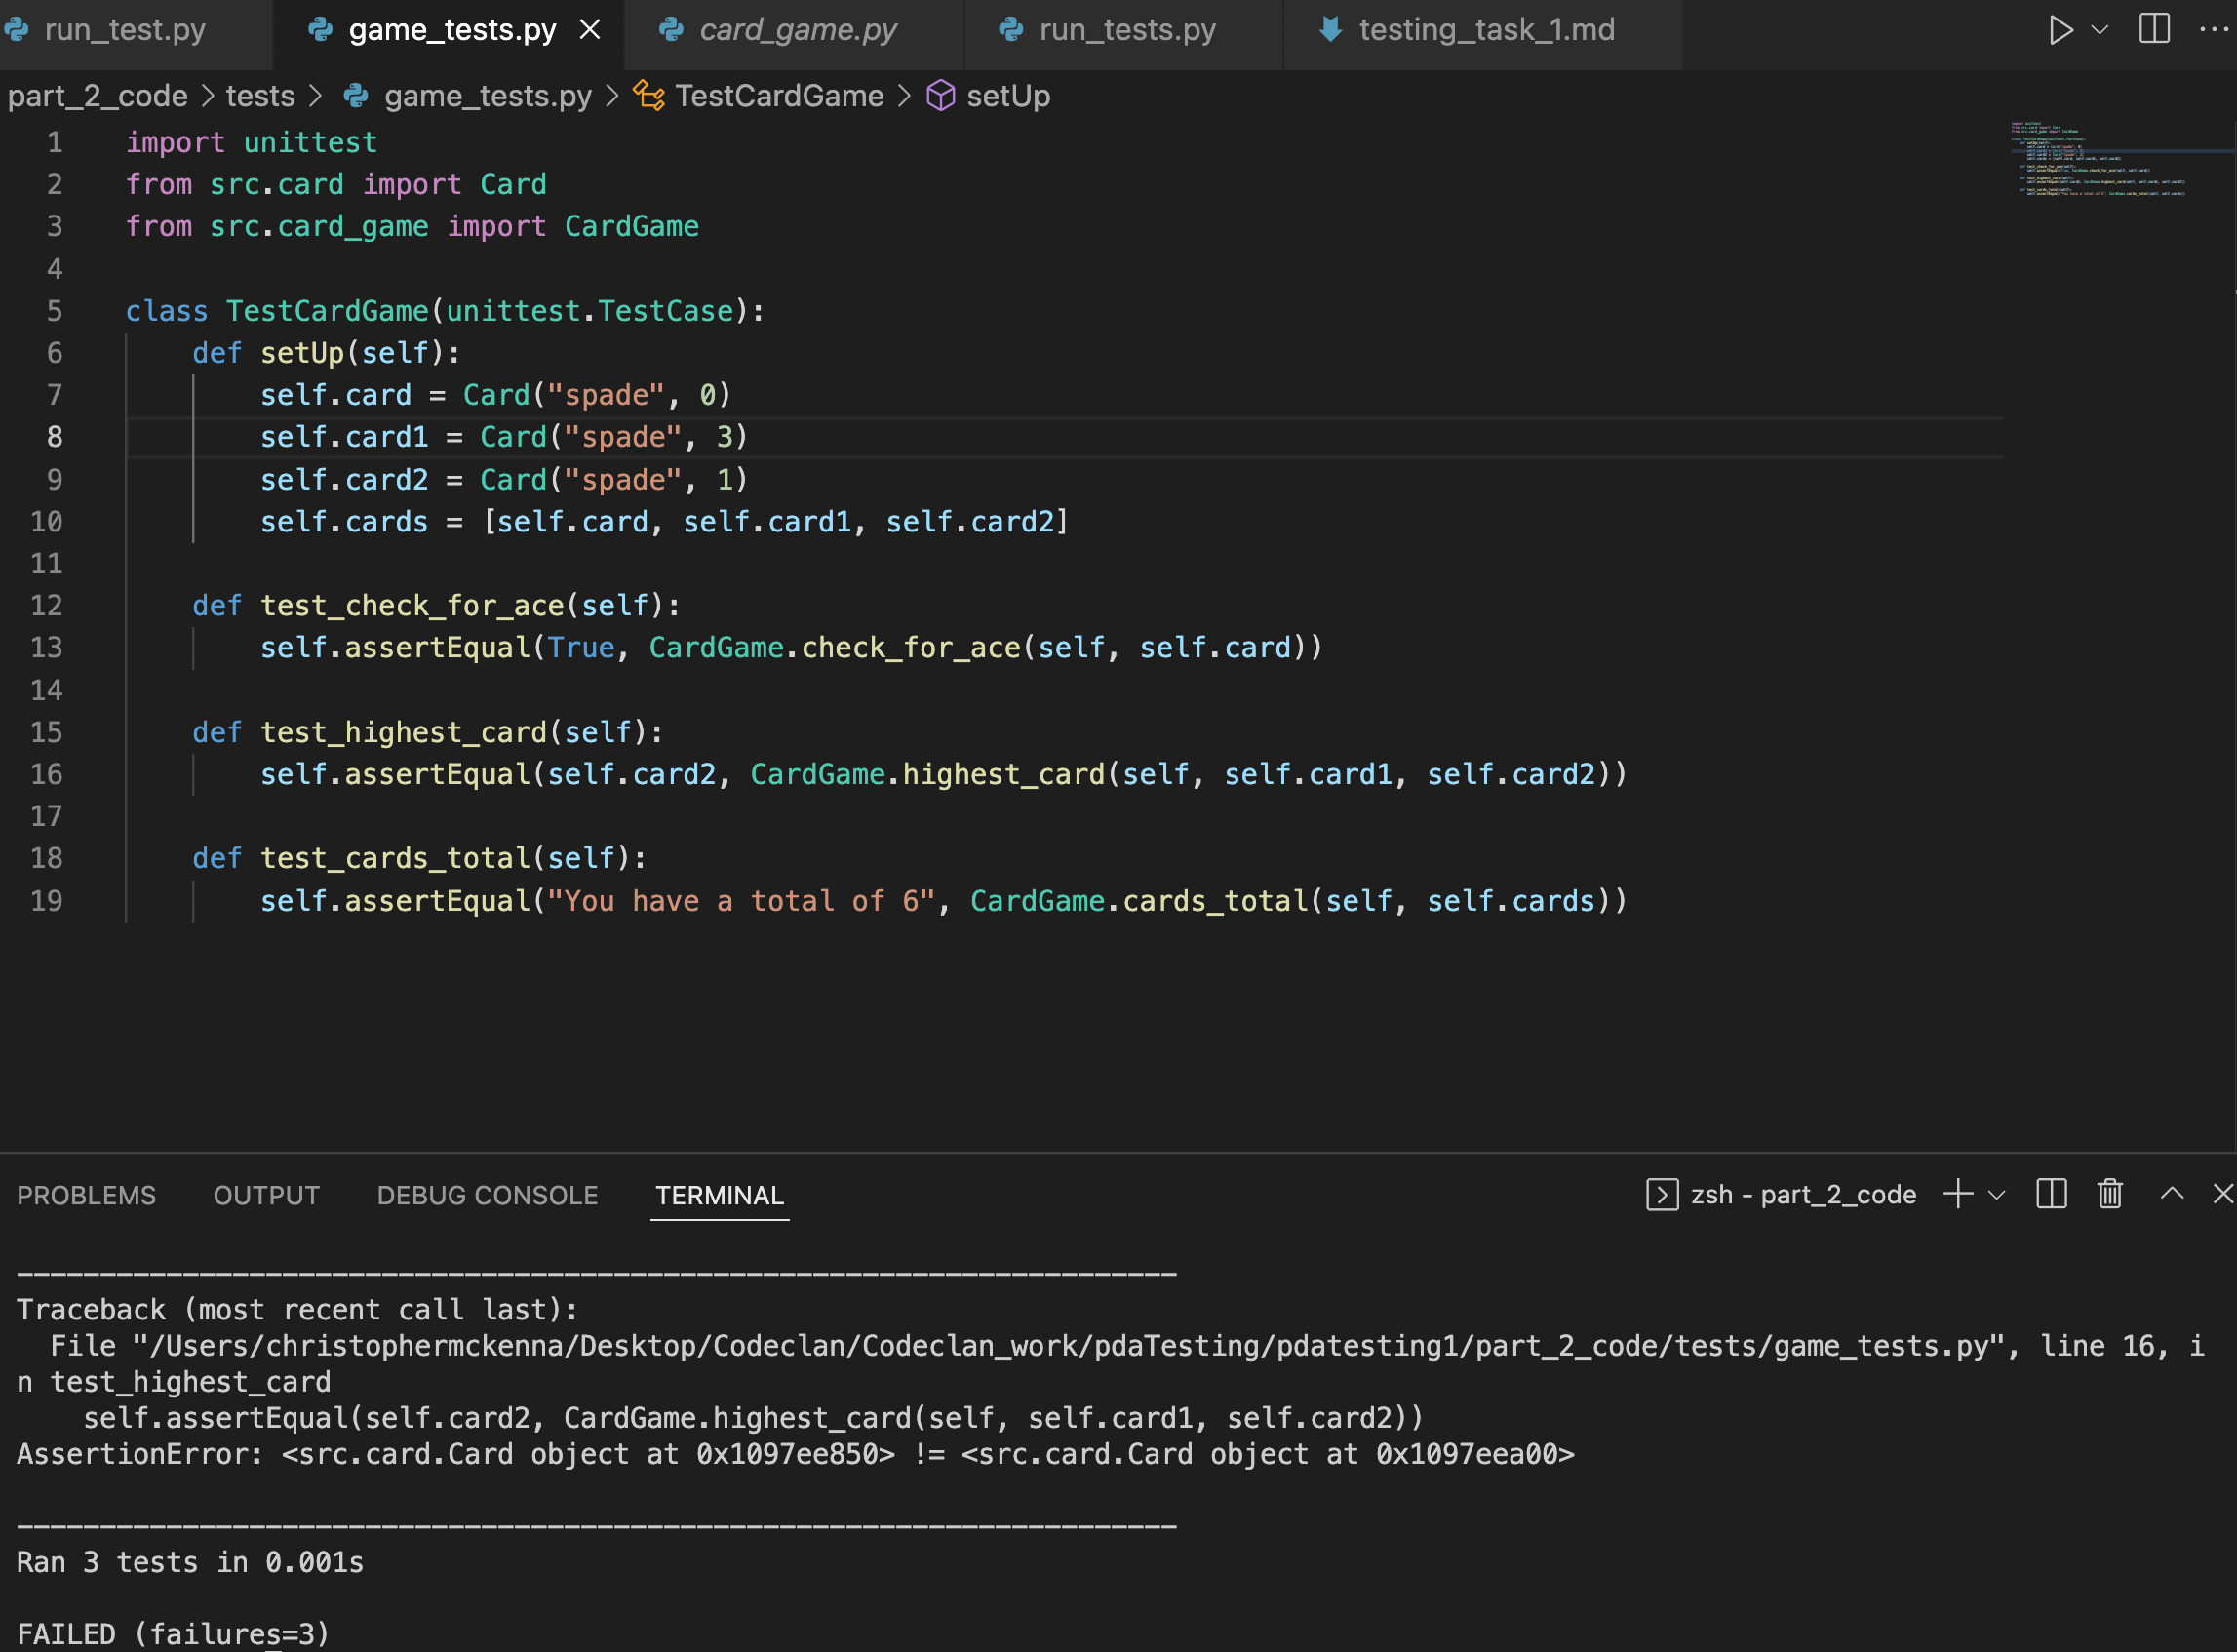 run_test.py game_tests.py card_game.py run_tests.py testing_task_1.md
part_2_code > tests > game_tests.py > TestCardGame > setUp
1 import unittest
2 from src.card import Card
3 from src.card_game import CardGame
4
5 class TestCardGame(unittest.TestCase):
6 def setUp(self):
7 self.card = Card("spade", 0)
8 self.card1 = Card("spade", 3)
9 self.card2 = Card("spade", 1)
10 self.cards = [self.card, self.card1, self.card2]
11
12 def test_check_for_ace(self):
13 self.assertEqual(True, CardGame.check_for_ace(self, self.card))
14
15 def test_highest_card(self):
16 self.assertEqual(self.card2, CardGame.highest_card(self, self.card1, self.card2))
17
18 def test_cards_total(self):
19 self.assertEqual("You have a total of 6", CardGame.cards_total(self, self.cards))
PROBLEMS OUTPUT DEBUG CONSOLE TERMINAL zsh - part_2_code
----------------------------------------------------------------------
Traceback (most recent call last):
File "/Users/christophermckenna/Desktop/Codeclan/Codeclan_work/pdaTesting/pdatesting1/part_2_code/tests/game_tests.py", line 16, i
n test_highest_card
self.assertEqual(self.card2, CardGame.highest_card(self, self.card1, self.card2))
AssertionError: <src.card.Card object at 0x1097ee850> != <src.card.Card object at 0x1097eea00>
----------------------------------------------------------------------
Ran 3 tests in 0.001s
FAILED (failures=3)